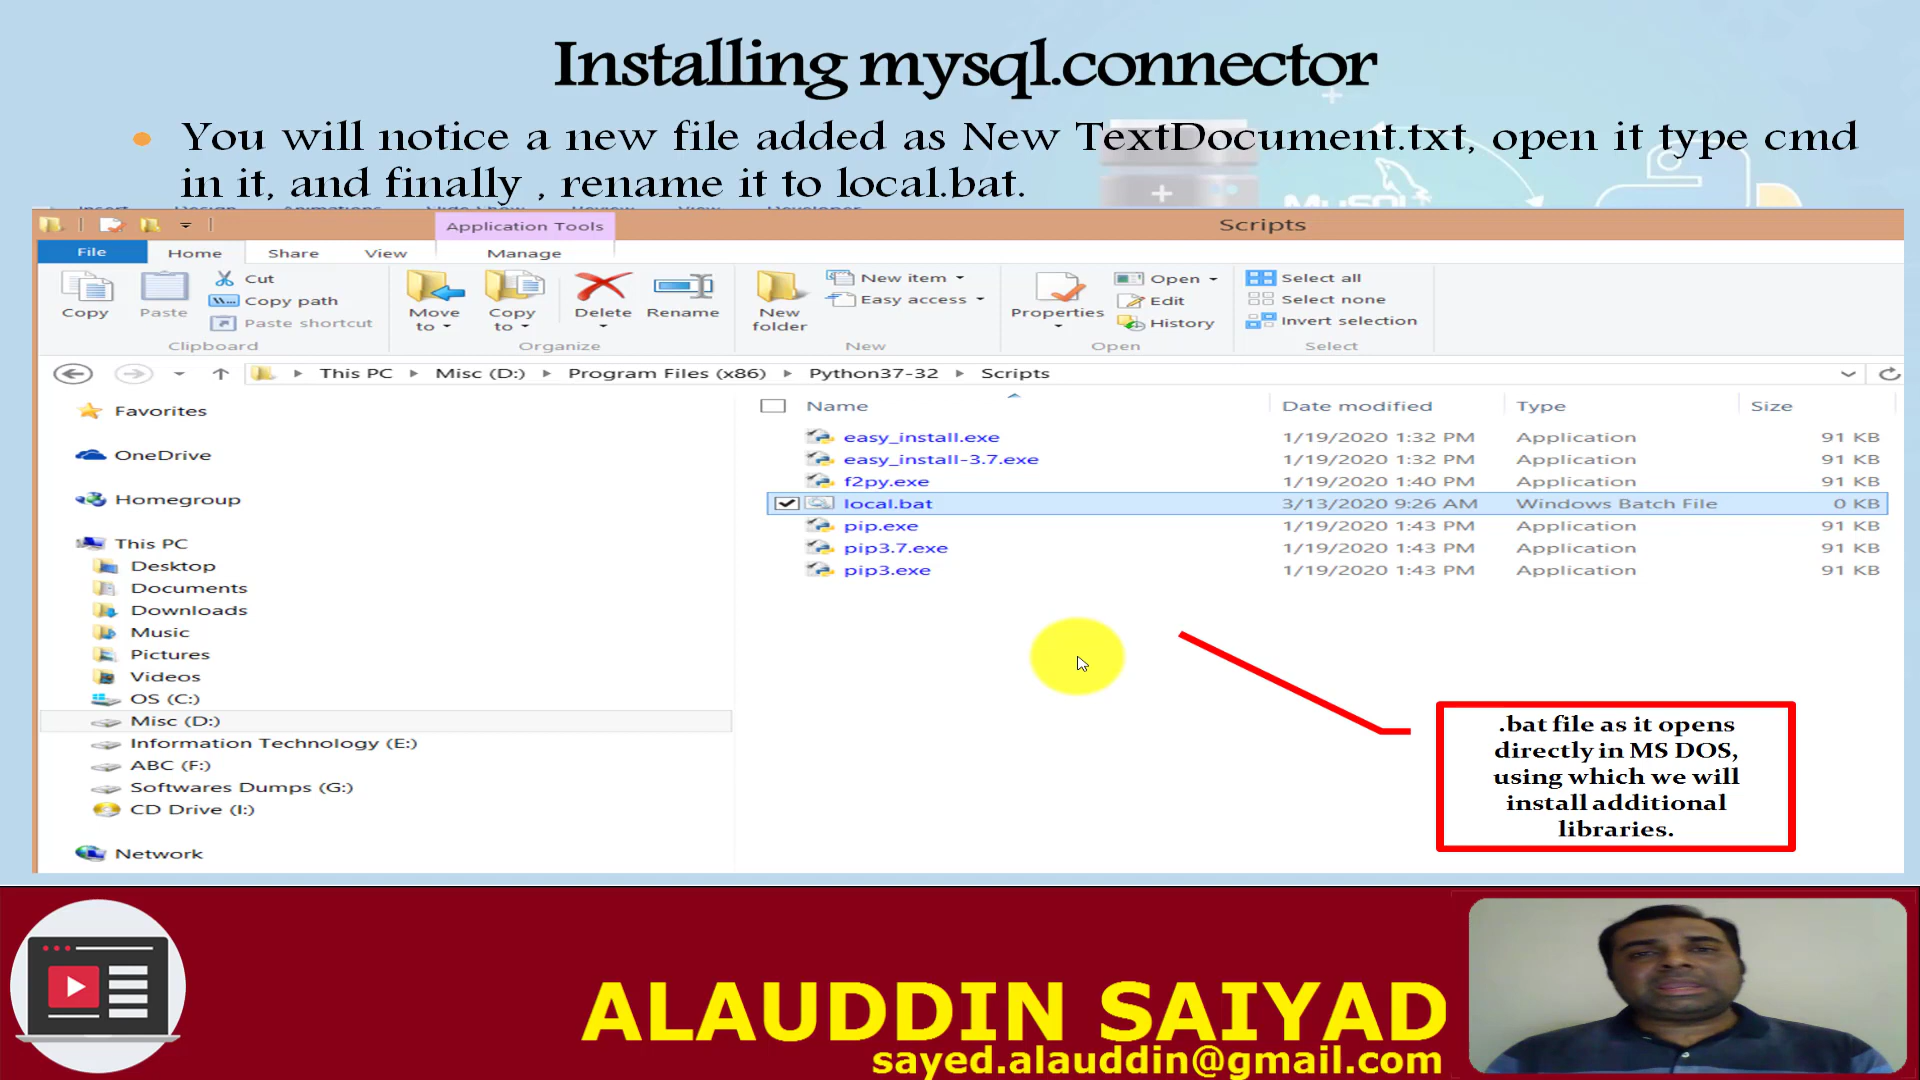 Installing mysql.connector
You will notice a new file added as New TextDocument.txt, open it type cmd
in it, and finally , rename it to local.bat.
MySQL
Application Tools
Scripts
File Home Share View Manage
Copy
Paste
Cut
Copy path
Paste shortcut
Clipboard
Move to
Copy to
Delete
Rename
Organize
New folder
New item
Easy access
New
Properties
Open
Edit
History
Open
Select all
Select none
Invert selection
Select
This PC Misc (D:) Program Files (x86) Python37-32 Scripts
Favorites
OneDrive
Homegroup
This PC
Desktop
Documents
Downloads
Music
Pictures
Videos
OS (C:)
Misc (D:)
Information Technology (E:)
ABC (F:)
Softwares Dumps (G:)
CD Drive (I:)
Network
Name Date modified Type Size
easy_install.exe 1/19/2020 1:32 PM Application 91 KB
easy_install-3.7.exe 1/19/2020 1:32 PM Application 91 KB
f2py.exe 1/19/2020 1:40 PM Application 91 KB
local.bat 3/13/2020 9:26 AM Windows Batch File 0 KB
pip.exe 1/19/2020 1:43 PM Application 91 KB
pip3.7.exe 1/19/2020 1:43 PM Application 91 KB
pip3.exe 1/19/2020 1:43 PM Application 91 KB
.bat file as it opens
directly in MS DOS,
using which we will
install additional
libraries.
ALAUDDIN SAIYAD
sayed.alauddin@gmail.com